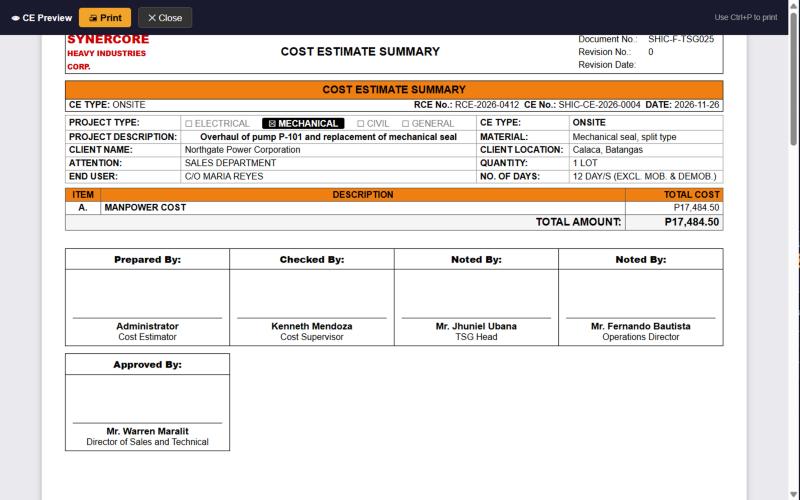 CE Preview
Print
Close
Use Ctrl+P to print
SYNERCORE
HEAVY INDUSTRIES
CORP.
COST ESTIMATE SUMMARY
Document No.: SHIC-F-TSG025
Revision No.: 0
Revision Date:
COST ESTIMATE SUMMARY
CE TYPE: ONSITE RCE No.: RCE-2026-0412 CE No.: SHIC-CE-2026-0004 DATE: 2026-11-26
PROJECT TYPE: ☐ ELECTRICAL ☒ MECHANICAL ☐ CIVIL ☐ GENERAL CE TYPE: ONSITE
PROJECT DESCRIPTION: Overhaul of pump P-101 and replacement of mechanical seal MATERIAL: Mechanical seal, split type
CLIENT NAME: Northgate Power Corporation CLIENT LOCATION: Calaca, Batangas
ATTENTION: SALES DEPARTMENT QUANTITY: 1 LOT
END USER: C/O MARIA REYES NO. OF DAYS: 12 DAY/S (EXCL. MOB. & DEMOB.)
ITEM DESCRIPTION TOTAL COST
A. MANPOWER COST P17,484.50
TOTAL AMOUNT: P17,484.50
Prepared By: Checked By: Noted By: Noted By:
Administrator Kenneth Mendoza Mr. Jhuniel Ubana Mr. Fernando Bautista
Cost Estimator Cost Supervisor TSG Head Operations Director
Approved By:
Mr. Warren Maralit
Director of Sales and Technical